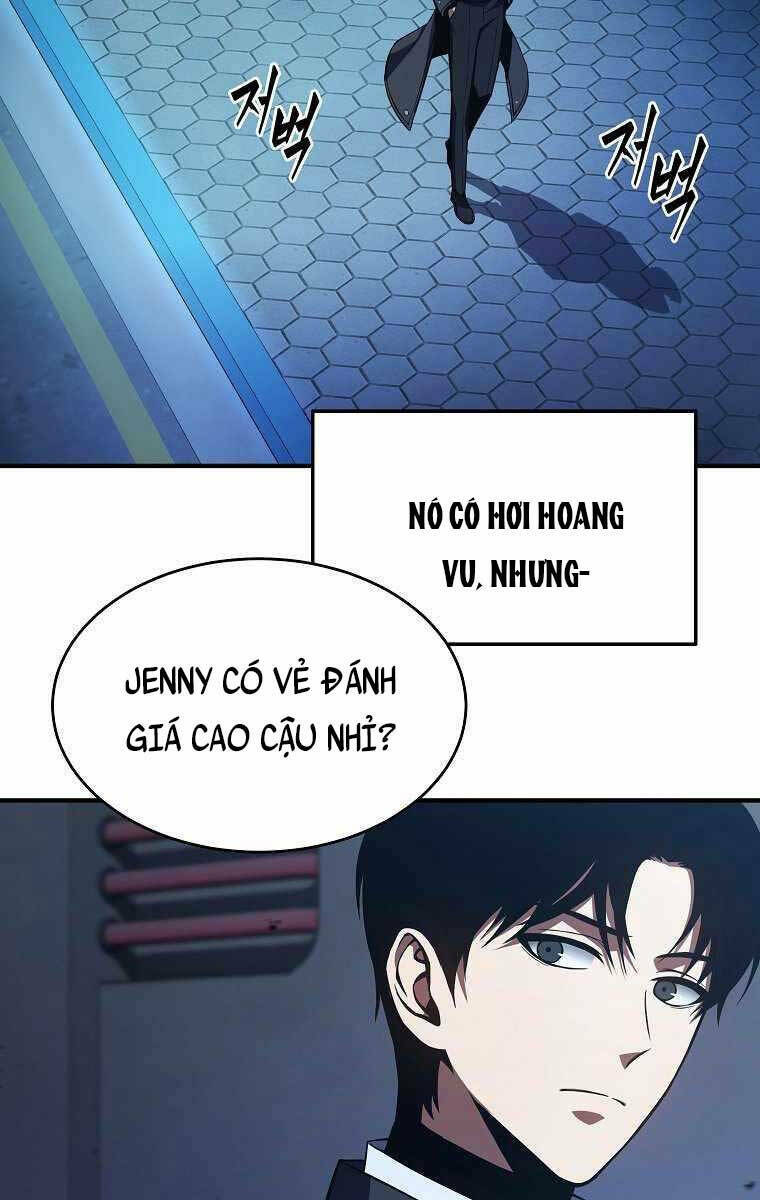 저벅
저벅
NÓ CÓ HƠI HOANG
VU, NHƯNG-
JENNY CÓ VẺ ĐÁNH
GIÁ CAO CẬU NHỈ?